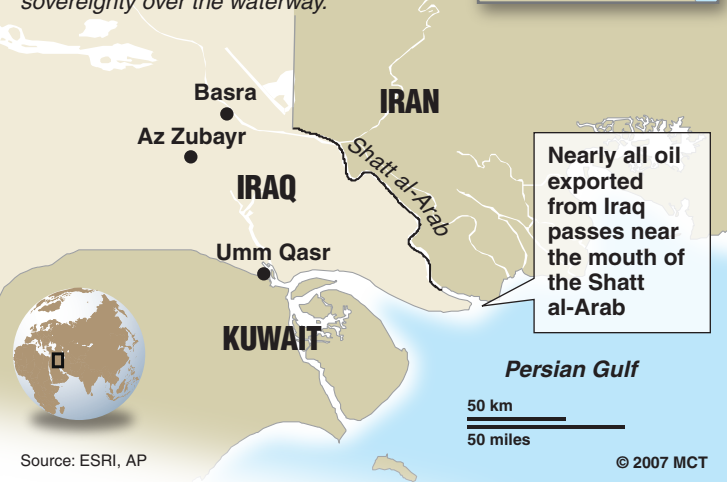 sovereignty over the waterway.
Basra
IRAN
Az Zubayr
Shatt al-Arab
Nearly all oil
exported
from Iraq
passes near
the mouth of
the Shatt
al-Arab
IRAQ
Umm Qasr
KUWAIT
Persian Gulf
50 km
50 miles
Source: ESRI, AP
© 2007 MCT